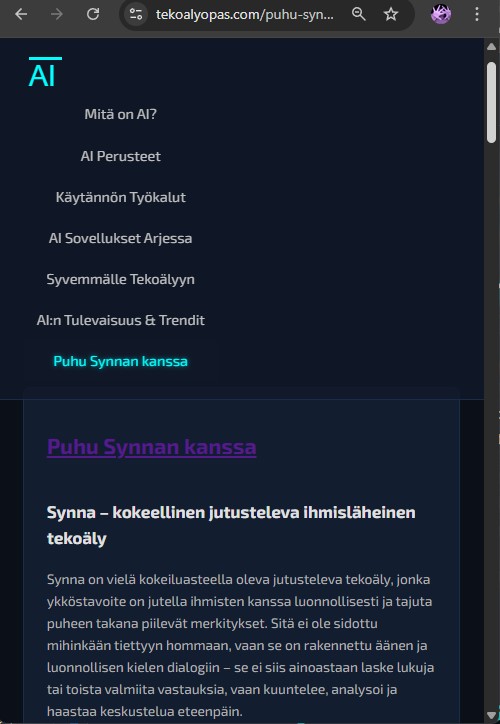 tekoalyopas.com/puhu-syn...
AI
Mitä on AI?
AI Perusteet
Käytännön Työkalut
AI Sovellukset Arjessa
Syvemmälle Tekoälyyn
AI:n Tulevaisuus & Trendit
Puhu Synnan kanssa
Puhu Synnan kanssa
Synna – kokeellinen jutusteleva ihmisläheinen
tekoäly
Synna on vielä kokeiluasteella oleva jutusteleva tekoäly, jonka
ykköstavoite on jutella ihmisten kanssa luonnollisesti ja tajuta
puheen takana piilevät merkitykset. Sitä ei ole sidottu
mihinkään tiettyyn hommaan, vaan se on rakennettu äänen ja
luonnollisen kielen dialogiin – se ei siis ainoastaan laske lukuja
tai toista valmiita vastauksia, vaan kuuntelee, analysoi ja
haastaa keskustelua eteenpäin.